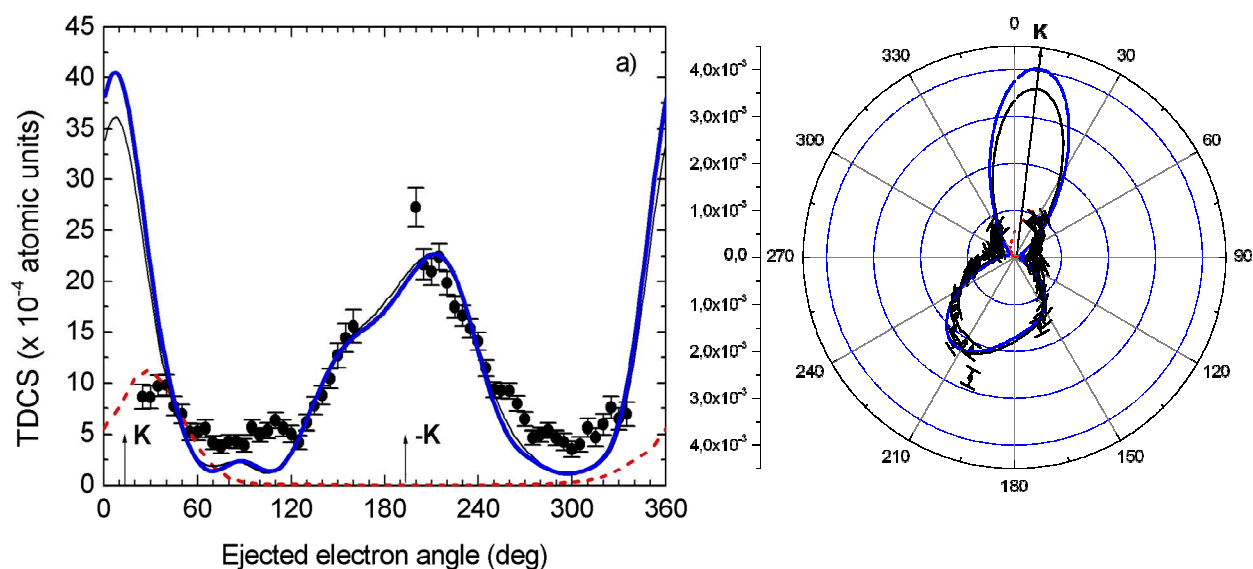 a)
TDCS (x 10⁻⁴ atomic units)
45
40
35
30
25
20
15
10
5
0
K
-K
0 60 120 180 240 300 360
Ejected electron angle (deg)
4,0x10⁻³
3,0x10⁻³
2,0x10⁻³
1,0x10⁻³
0,0
1,0x10⁻³
2,0x10⁻³
3,0x10⁻³
4,0x10⁻³
0
K
30
60
90
120
150
180
210
240
270
300
330